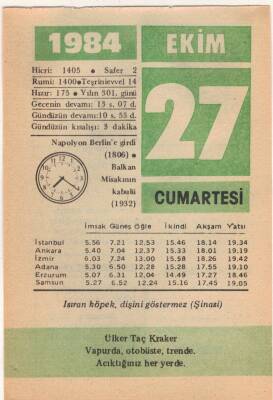 1984
EKİM
Hicri: 1405 • Safer 2
Rumi: 1400 • Teşrinievvel 14
Hızır: 175 • Yılın 301. günü
Gecenin devamı: 13 s. 07 d.
Gündüzün devamı: 10 s. 53 d.
Gündüzün kısalışı: 3 dakika
27
CUMARTESİ
Napolyon Berlin'e girdi
(1806) •
Balkan
Misakının
kabulü
(1932)
İmsak Güneş Öğle İkindi Akşam Yatsı
İstanbul 5.56 7.21 12.53 15.46 18.14 19.34
Ankara 5.40 7.04 12.37 15.33 18.01 19.19
İzmir 6.03 7.24 13.00 15.58 18.26 19.42
Adana 5.30 6.50 12.28 15.28 17.55 19.10
Erzurum 5.07 6.31 12.04 14.49 17.27 18.46
Samsun 5.27 6.52 12.24 15.16 17.45 19.05
Isıran köpek, dişini göstermez (Şinasi)
Ülker Taç Kraker
Vapurda, otobüste, trende.
Acıktığınız her yerde.